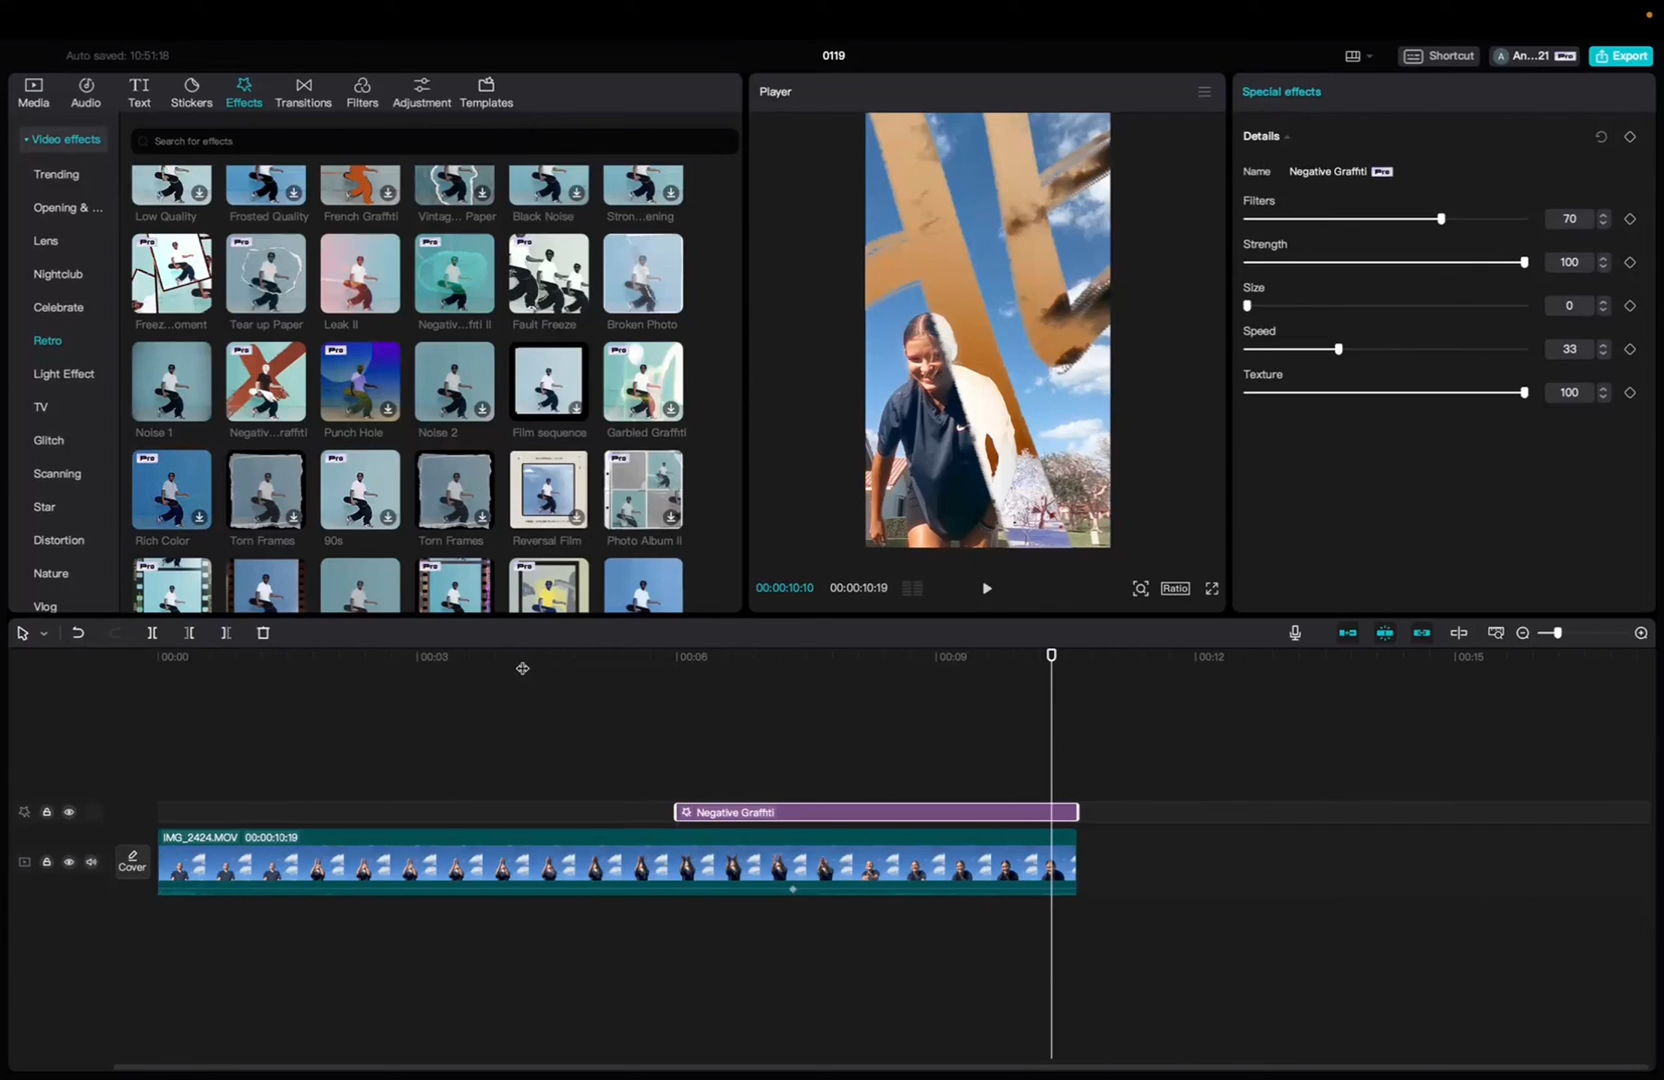 Auto saved: 10:51:18
0119
Shortcut
An...21 Pro
Export
Media
Audio
TI
Text
Stickers
Effects
Transitions
Filters
Adjustment
Templates
Video effects
Trending
Opening & ...
Lens
Nightclub
Celebrate
Retro
Light Effect
TV
Glitch
Scanning
Star
Distortion
Nature
Vlog
Search for effects
Low Quality
Frosted Quality
French Graffiti
Vintag... Paper
Black Noise
Stron...ening
Pro
Pro
Pro
Pro
Freez...oment
Tear up Paper
Leak II
Negativ...fiti II
Fault Freeze
Broken Photo
Pro
Pro
Pro
Noise 1
Negativ...raffiti
Punch Hole
Noise 2
Film sequence
Garbled Graffiti
Pro
Pro
Pro
Rich Color
Torn Frames
90s
Torn Frames
Reversal Film
Photo Album II
Pro
Pro
Pro
Pro
Player
00:00:10:10
00:00:10:19
Ratio
Special effects
Details
Name Negative Graffiti Pro
Filters
70
Strength
100
Size
0
Speed
33
Texture
100
00:00
00:03
00:06
00:09
00:12
00:15
Negative Graffiti
IMG_2424.MOV 00:00:10:19
Cover